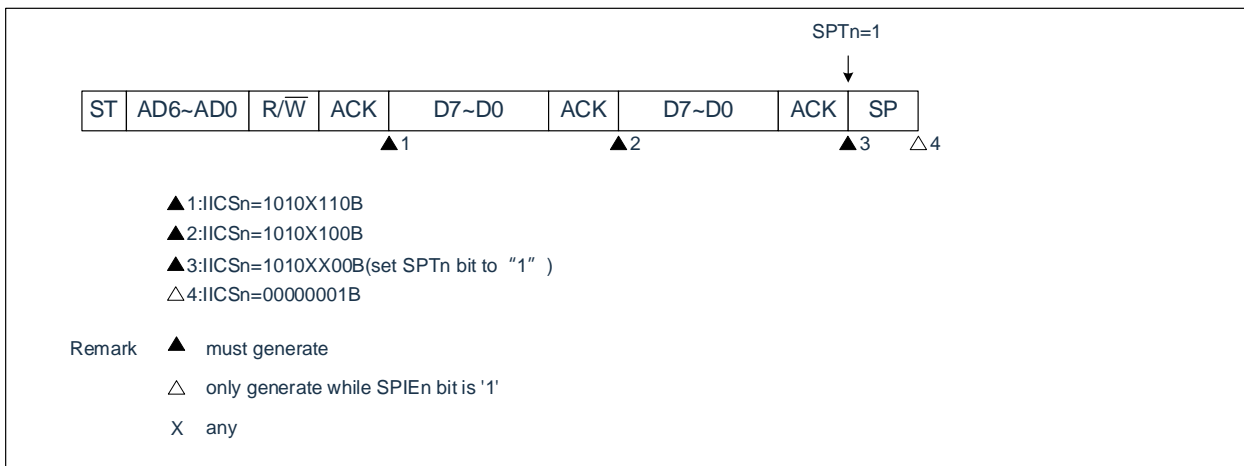 SPTn=1
ST AD6~AD0 R/W̅ ACK D7~D0 ACK D7~D0 ACK SP
▲1 ▲2 ▲3 △4
▲1:IICSn=1010X110B
▲2:IICSn=1010X100B
▲3:IICSn=1010XX00B(set SPTn bit to “1” )
△4:IICSn=00000001B
Remark ▲ must generate
△ only generate while SPIEn bit is '1'
X any